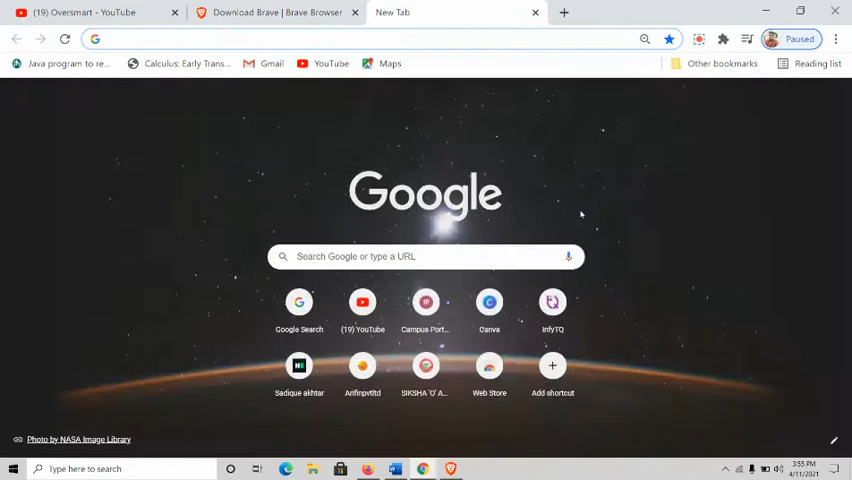 (19) Oversmart - YouTube
Download Brave | Brave Browser
New Tab
Paused
Java program to re...
Calculus: Early Trans...
Gmail
YouTube
Maps
Other bookmarks
Reading list
Google
Search Google or type a URL
Google Search
(19) YouTube
Campus Port...
Canva
InfyTQ
Sadique akhtar
Arifinpvtltd
SIKSHA 'O' A...
Web Store
Add shortcut
Photo by NASA Image Library
Type here to search
3:55 PM
4/11/2021